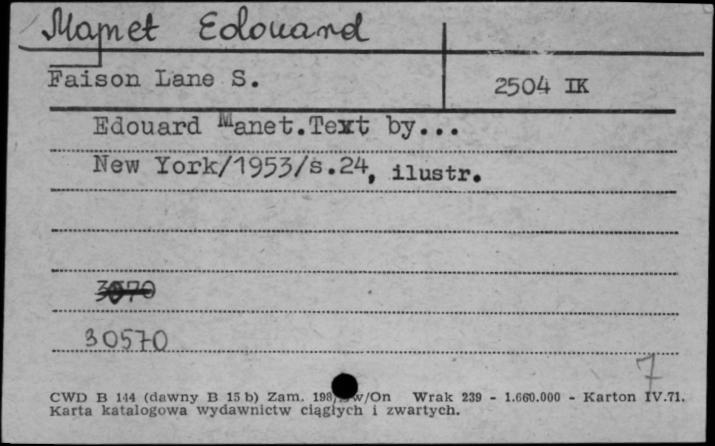 Manet Edouard
Faison Lane S.
2504 IK
Edouard Manet. Text by...
New York/1953/s.24, ilustr.
30570
7
CWD B 144 (dawny B 15 b) Zam. w/On Wrak 239 - 1.660.000 - Karton IV.71.
Karta katalogowa wydawnictw ciągłych i zwartych.